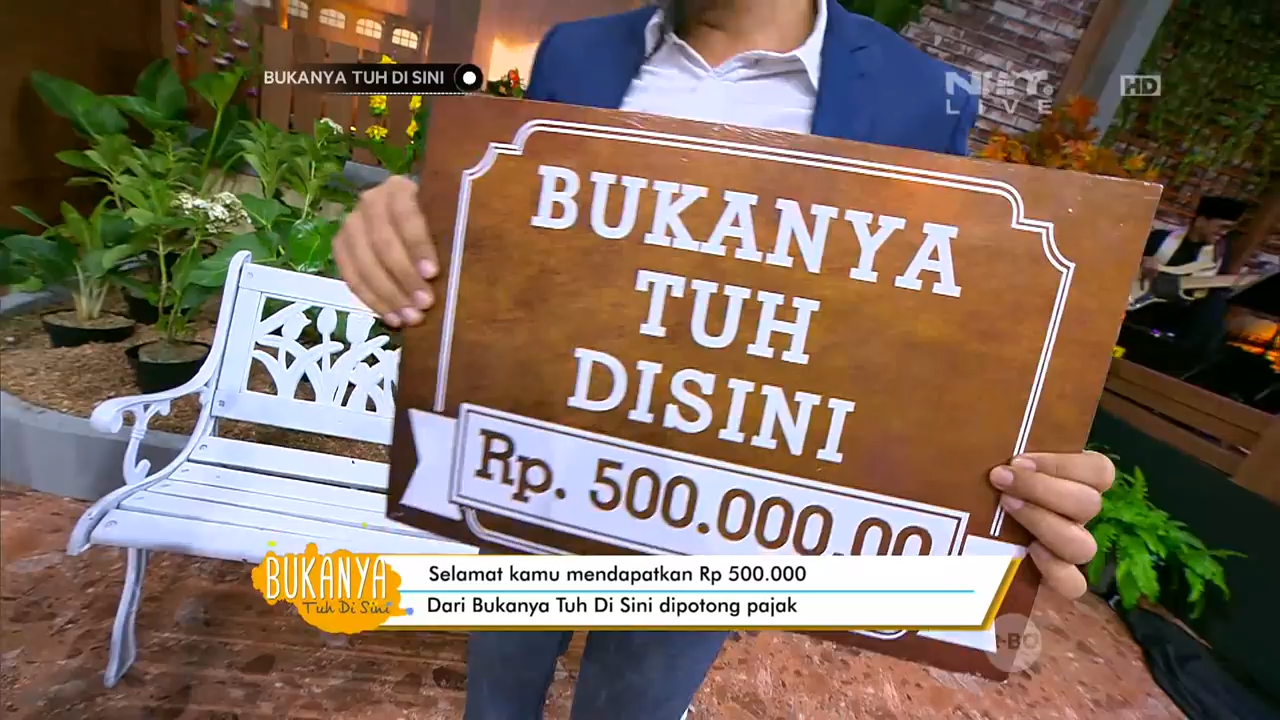 BUKANYA TUH DI SINI
NET.
LIVE
HD
BUKANYA
TUH
DISINI
Rp. 500.000,00
BUKANYA
Tuh Di Sini
Selamat kamu mendapatkan Rp 500.000
Dari Bukanya Tuh Di Sini dipotong pajak